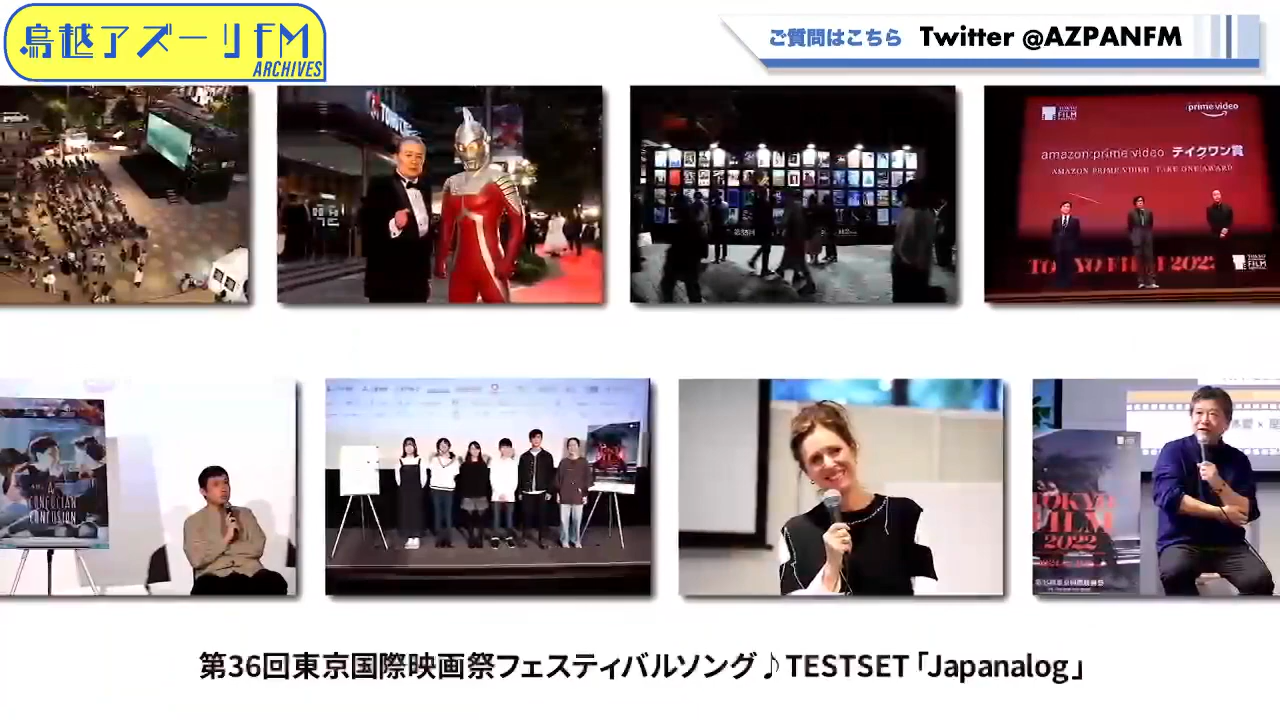 鳥越アズーリFM
ARCHIVES
ご質問はこちら Twitter @AZPANFM
prime video
amazon prime video テイクワン賞
AMAZON PRIME VIDEO TAKE ONE AWARD
TOKYO FILM 2022
A
CONFUCIAN
CONFUSION
TOKYO
FILM
2022
第36回東京国際映画祭フェスティバルソング♪TESTSET「Japanalog」